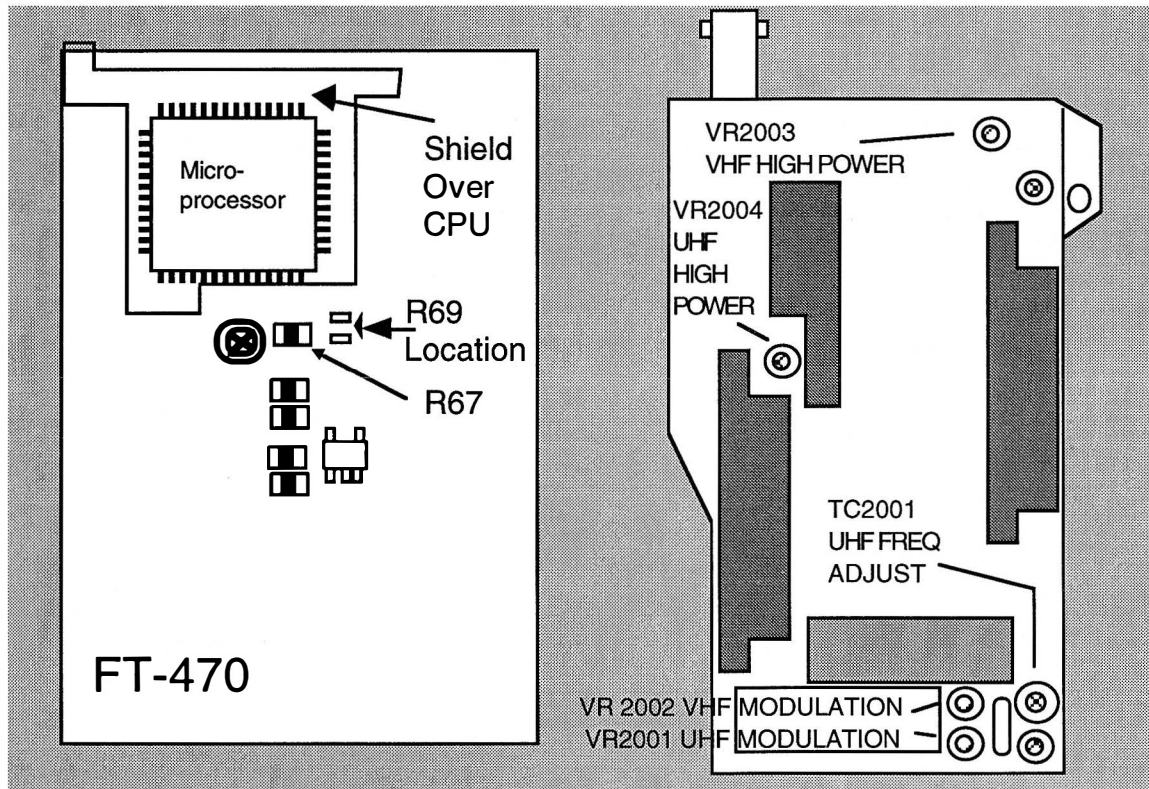 Micro-
processor
Shield
Over
CPU
R69
Location
R67
FT-470
VR2003
VHF HIGH POWER
VR2004
UHF
HIGH
POWER
TC2001
UHF FREQ
ADJUST
VR 2002 VHF MODULATION
VR2001 UHF MODULATION